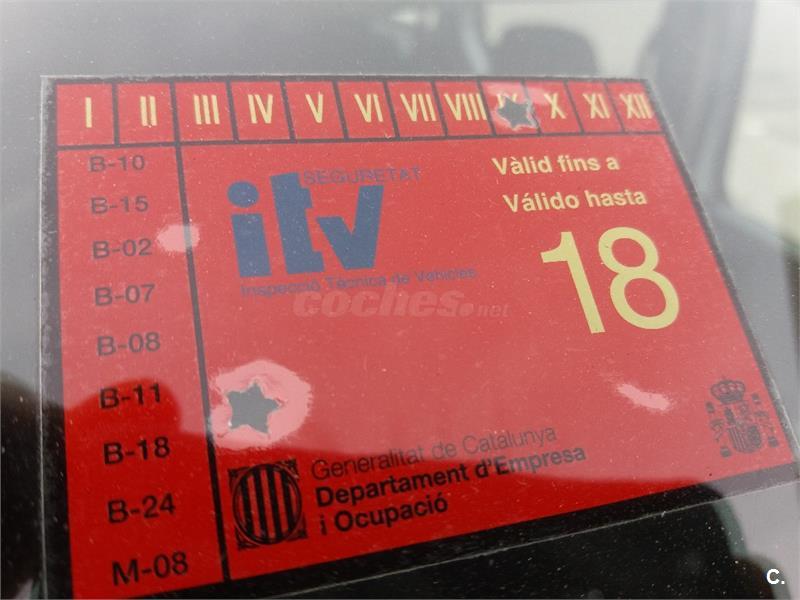 I II III IV V VI VII VIII IX X XI XII
B-10
B-15
B-02
B-07
B-08
B-11
B-18
B-24
M-08
SEGURETAT
itv
Inspecció Tècnica de Vehicles
Vàlid fins a
Válido hasta
18
coches.net
Generalitat de Catalunya
Departament d'Empresa
i Ocupació
C.